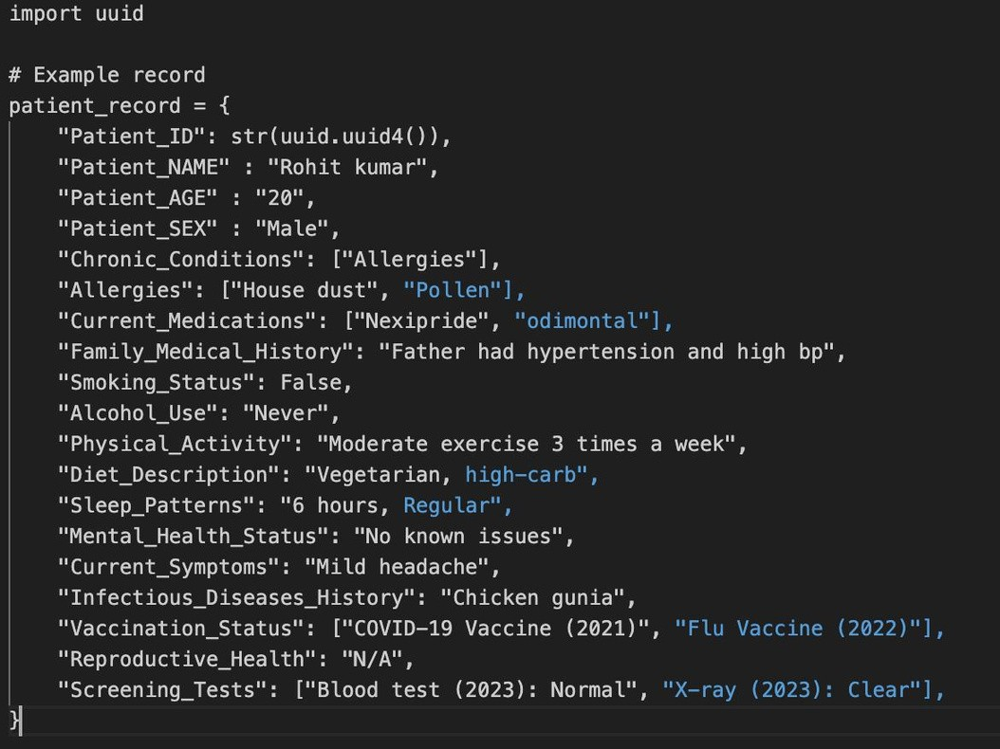 import uuid

# Example record
patient_record = {
    "Patient_ID": str(uuid.uuid4()),
    "Patient_NAME" : "Rohit kumar",
    "Patient_AGE" : "20",
    "Patient_SEX" : "Male",
    "Chronic_Conditions": ["Allergies"],
    "Allergies": ["House dust", "Pollen"],
    "Current_Medications": ["Nexipride", "odimontal"],
    "Family_Medical_History": "Father had hypertension and high bp",
    "Smoking_Status": False,
    "Alcohol_Use": "Never",
    "Physical_Activity": "Moderate exercise 3 times a week",
    "Diet_Description": "Vegetarian, high-carb",
    "Sleep_Patterns": "6 hours, Regular",
    "Mental_Health_Status": "No known issues",
    "Current_Symptoms": "Mild headache",
    "Infectious_Diseases_History": "Chicken gunia",
    "Vaccination_Status": ["COVID-19 Vaccine (2021)", "Flu Vaccine (2022)"],
    "Reproductive_Health": "N/A",
    "Screening_Tests": ["Blood test (2023): Normal", "X-ray (2023): Clear"],
}